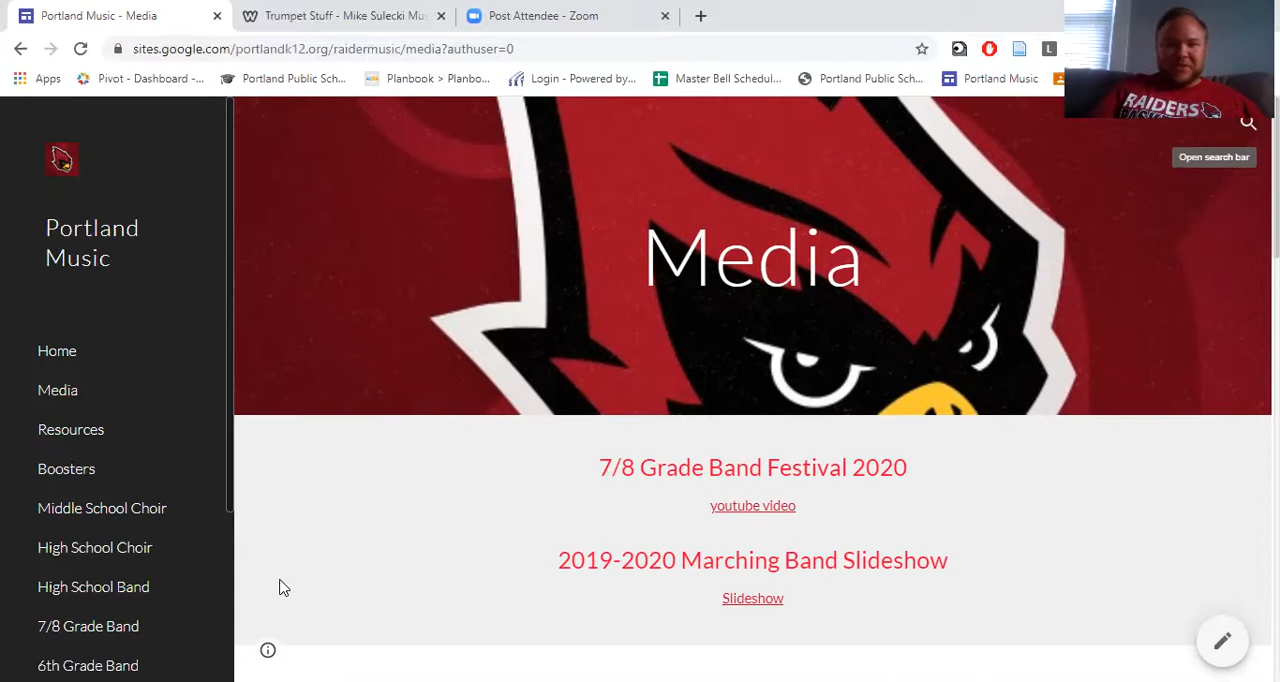 Portland Music - Media
Trumpet Stuff - Mike Sulecki Mu
Post Attendee - Zoom
sites.google.com/portlandk12.org/raidermusic/media?authuser=0
L
Apps
Pivot - Dashboard -...
Portland Public Sch...
Planbook > Planbo...
Login - Powered by...
Master Bell Schedul...
Portland Public Sch...
Portland Music
RAIDERS
Open search bar
Portland
Music
Home
Media
Resources
Boosters
Middle School Choir
High School Choir
High School Band
7/8 Grade Band
6th Grade Band
Media
7/8 Grade Band Festival 2020
youtube video
2019-2020 Marching Band Slideshow
Slideshow